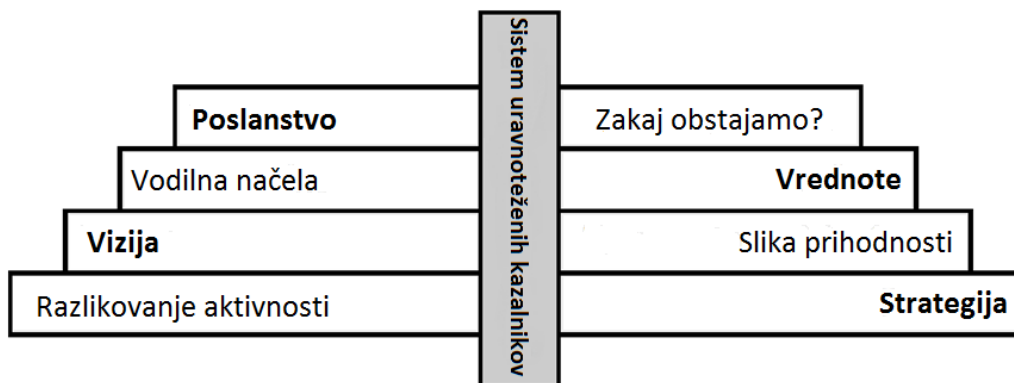 Sistem uravnoteženih kazalnikov
Poslanstvo
Zakaj obstajamo?
Vodilna načela
Vrednote
Vizija
Slika prihodnosti
Razlikovanje aktivnosti
Strategija